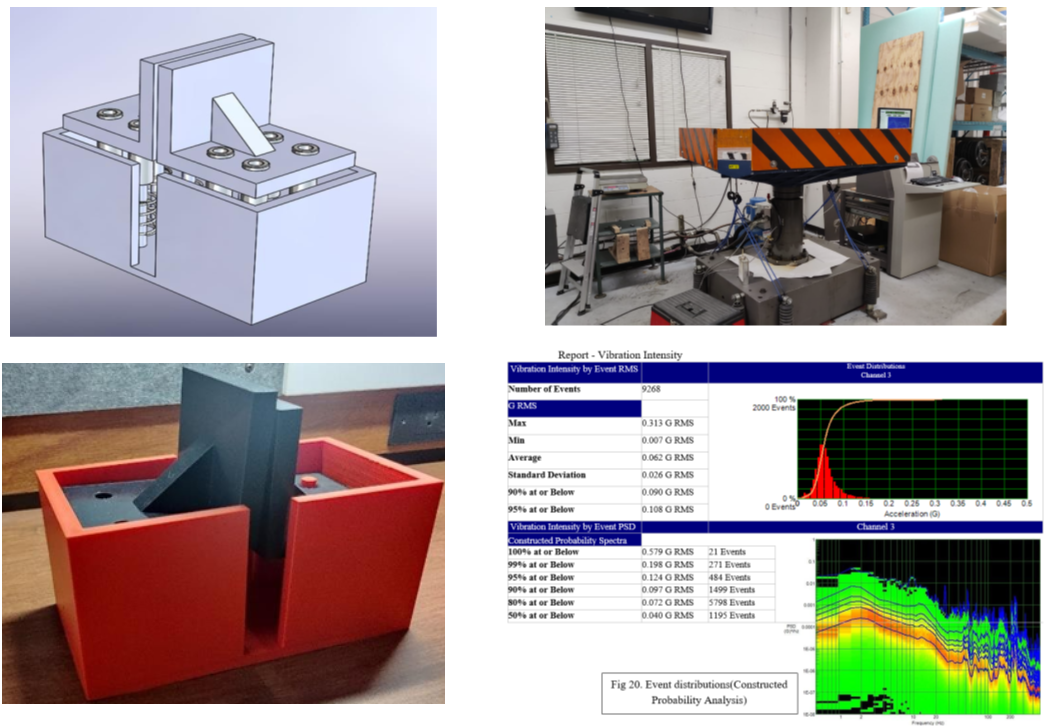 Report - Vibration Intensity
Vibration Intensity by Event RMS
Number of Events 9268
G RMS
Max 0.313 G RMS
Min 0.007 G RMS
Average 0.062 G RMS
Standard Deviation 0.026 G RMS
90% at or Below 0.090 G RMS
95% at or Below 0.108 G RMS
Event Distributions
Channel 3
100 %
2000 Events
0 %
0 Events
0 0.05 0.1 0.15 0.2 0.25 0.3 0.35 0.4 0.45 0.5
Acceleration (G)
Vibration Intensity by Event PSD Channel 3
Constructed Probability Spectra
100% at or Below 0.579 G RMS 21 Events
99% at or Below 0.198 G RMS 271 Events
95% at or Below 0.124 G RMS 484 Events
90% at or Below 0.097 G RMS 1499 Events
80% at or Below 0.072 G RMS 5798 Events
50% at or Below 0.040 G RMS 1195 Events
PSD
Frequency (Hz)
Fig 20. Event distributions(Constructed
Probability Analysis)